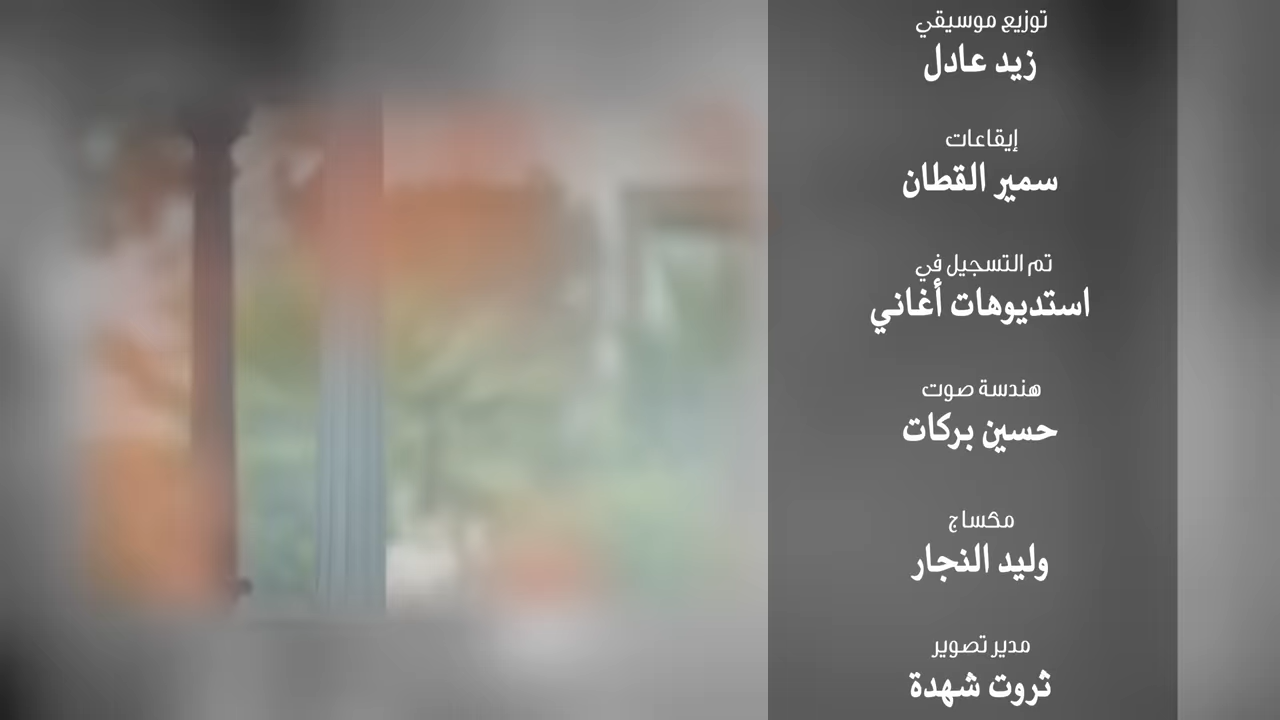 توزيع موسيقي
زيد عادل
إيقاعات
سمير القطان
تم التسجيل في
استديوهات أغاني
هندسة صوت
حسين بركات
مكساج
وليد النجار
مدير تصوير
ثروت شهدة